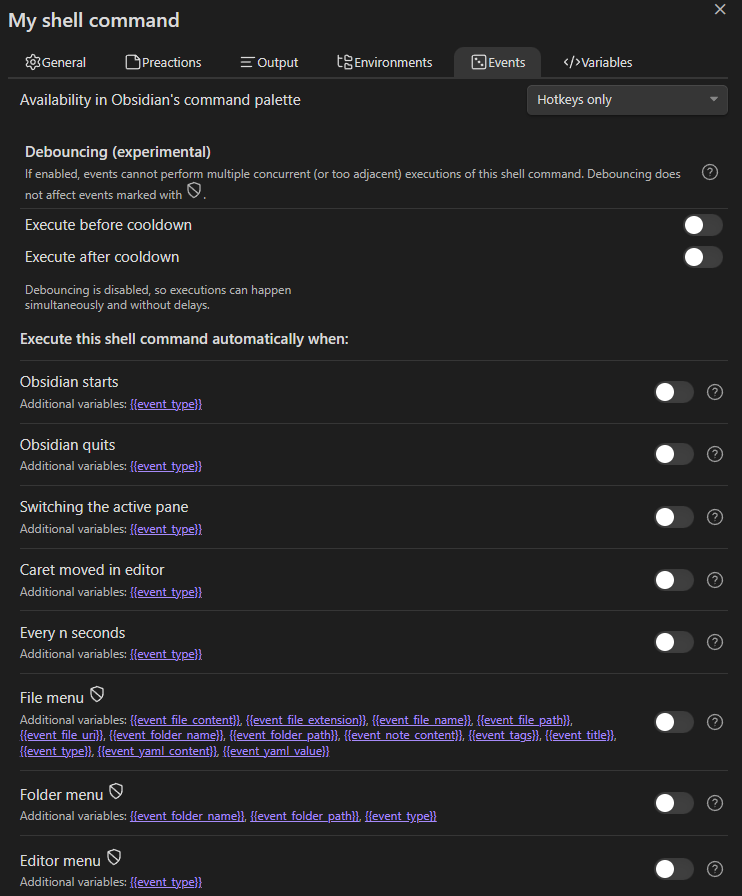 My shell command
General Preactions Output Environments Events Variables
Availability in Obsidian's command palette Hotkeys only
Debouncing (experimental)
If enabled, events cannot perform multiple concurrent (or too adjacent) executions of this shell command. Debouncing does
not affect events marked with .
Execute before cooldown
Execute after cooldown
Debouncing is disabled, so executions can happen
simultaneously and without delays.
Execute this shell command automatically when:
Obsidian starts
Additional variables: {{event_type}}
Obsidian quits
Additional variables: {{event_type}}
Switching the active pane
Additional variables: {{event_type}}
Caret moved in editor
Additional variables: {{event_type}}
Every n seconds
Additional variables: {{event_type}}
File menu
Additional variables: {{event_file_content}}, {{event_file_extension}}, {{event_file_name}}, {{event_file_path}},
{{event_file_uri}}, {{event_folder_name}}, {{event_folder_path}}, {{event_note_content}}, {{event_tags}}, {{event_title}},
{{event_type}}, {{event_yaml_content}}, {{event_yaml_value}}
Folder menu
Additional variables: {{event_folder_name}}, {{event_folder_path}}, {{event_type}}
Editor menu
Additional variables: {{event_type}}